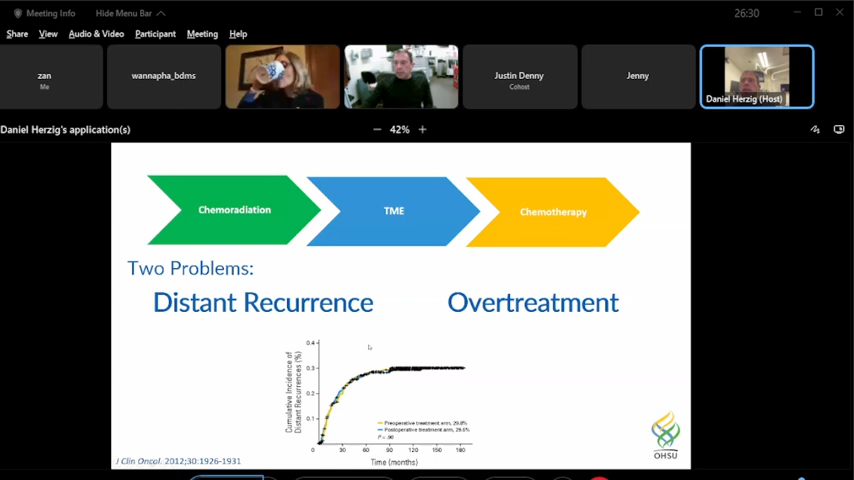 Meeting Info Hide Menu Bar 26:30
Share View Audio & Video Participant Meeting Help
zan
Me
wannapha_bdms
Justin Denny
Cohost
Jenny
Daniel Herzig (Host)
Daniel Herzig's application(s) 42%
Chemoradiation TME Chemotherapy
Two Problems:
Distant Recurrence Overtreatment
Cumulative Incidence of
Distant Recurrences (%)
0.4
0.3
0.2
0.1
Preoperative treatment arm, 29.8%
Postoperative treatment arm, 29.6%
P = .90
0 30 60 90 120 150 180
Time (months)
J Clin Oncol. 2012;30:1926-1931
OHSU